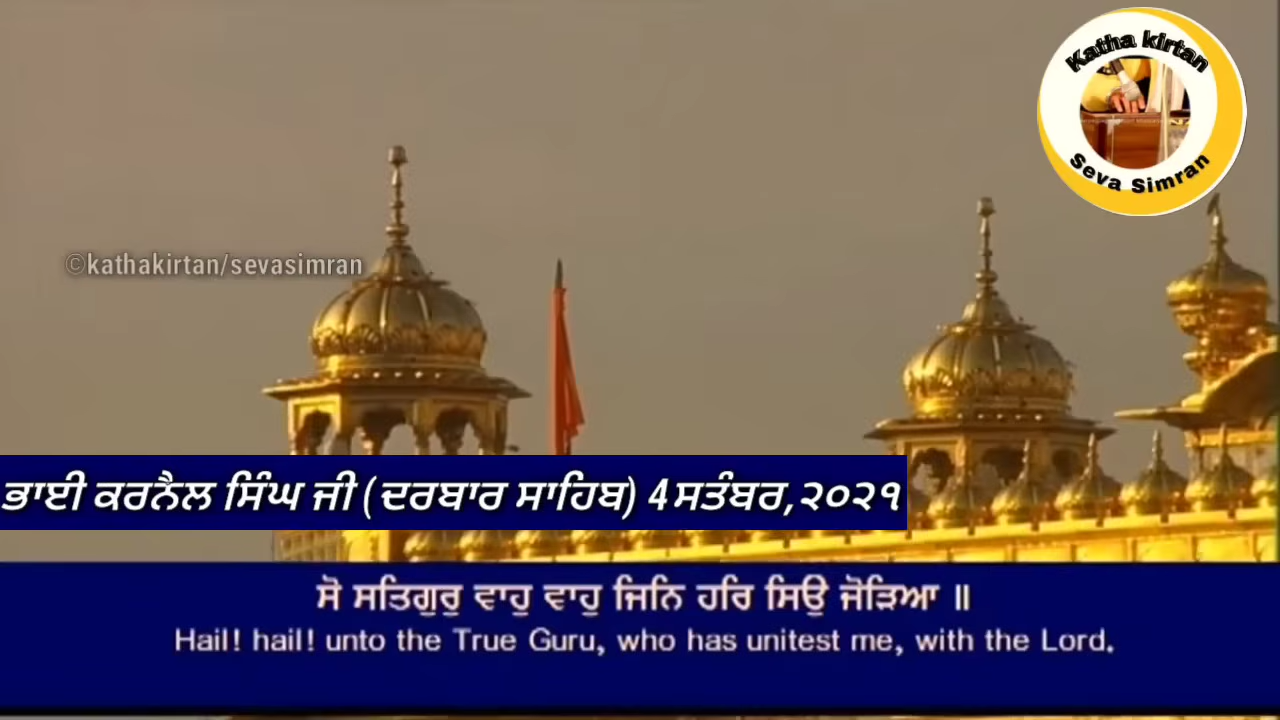 Katha kirtan
Seva Simran
©kathakirtan/sevasimran
ਭਾਈ ਕਰਨੈਲ ਸਿੰਘ ਜੀ (ਦਰਬਾਰ ਸਾਹਿਬ) 4 ਸਤੰਬਰ,੨੦੨੧
ਸੋ ਸਤਿਗੁਰੁ ਵਾਹੁ ਵਾਹੁ ਜਿਨਿ ਹਰਿ ਸਿਉ ਜੋੜਿਆ ॥
Hail! hail! unto the True Guru, who has unitest me, with the Lord.